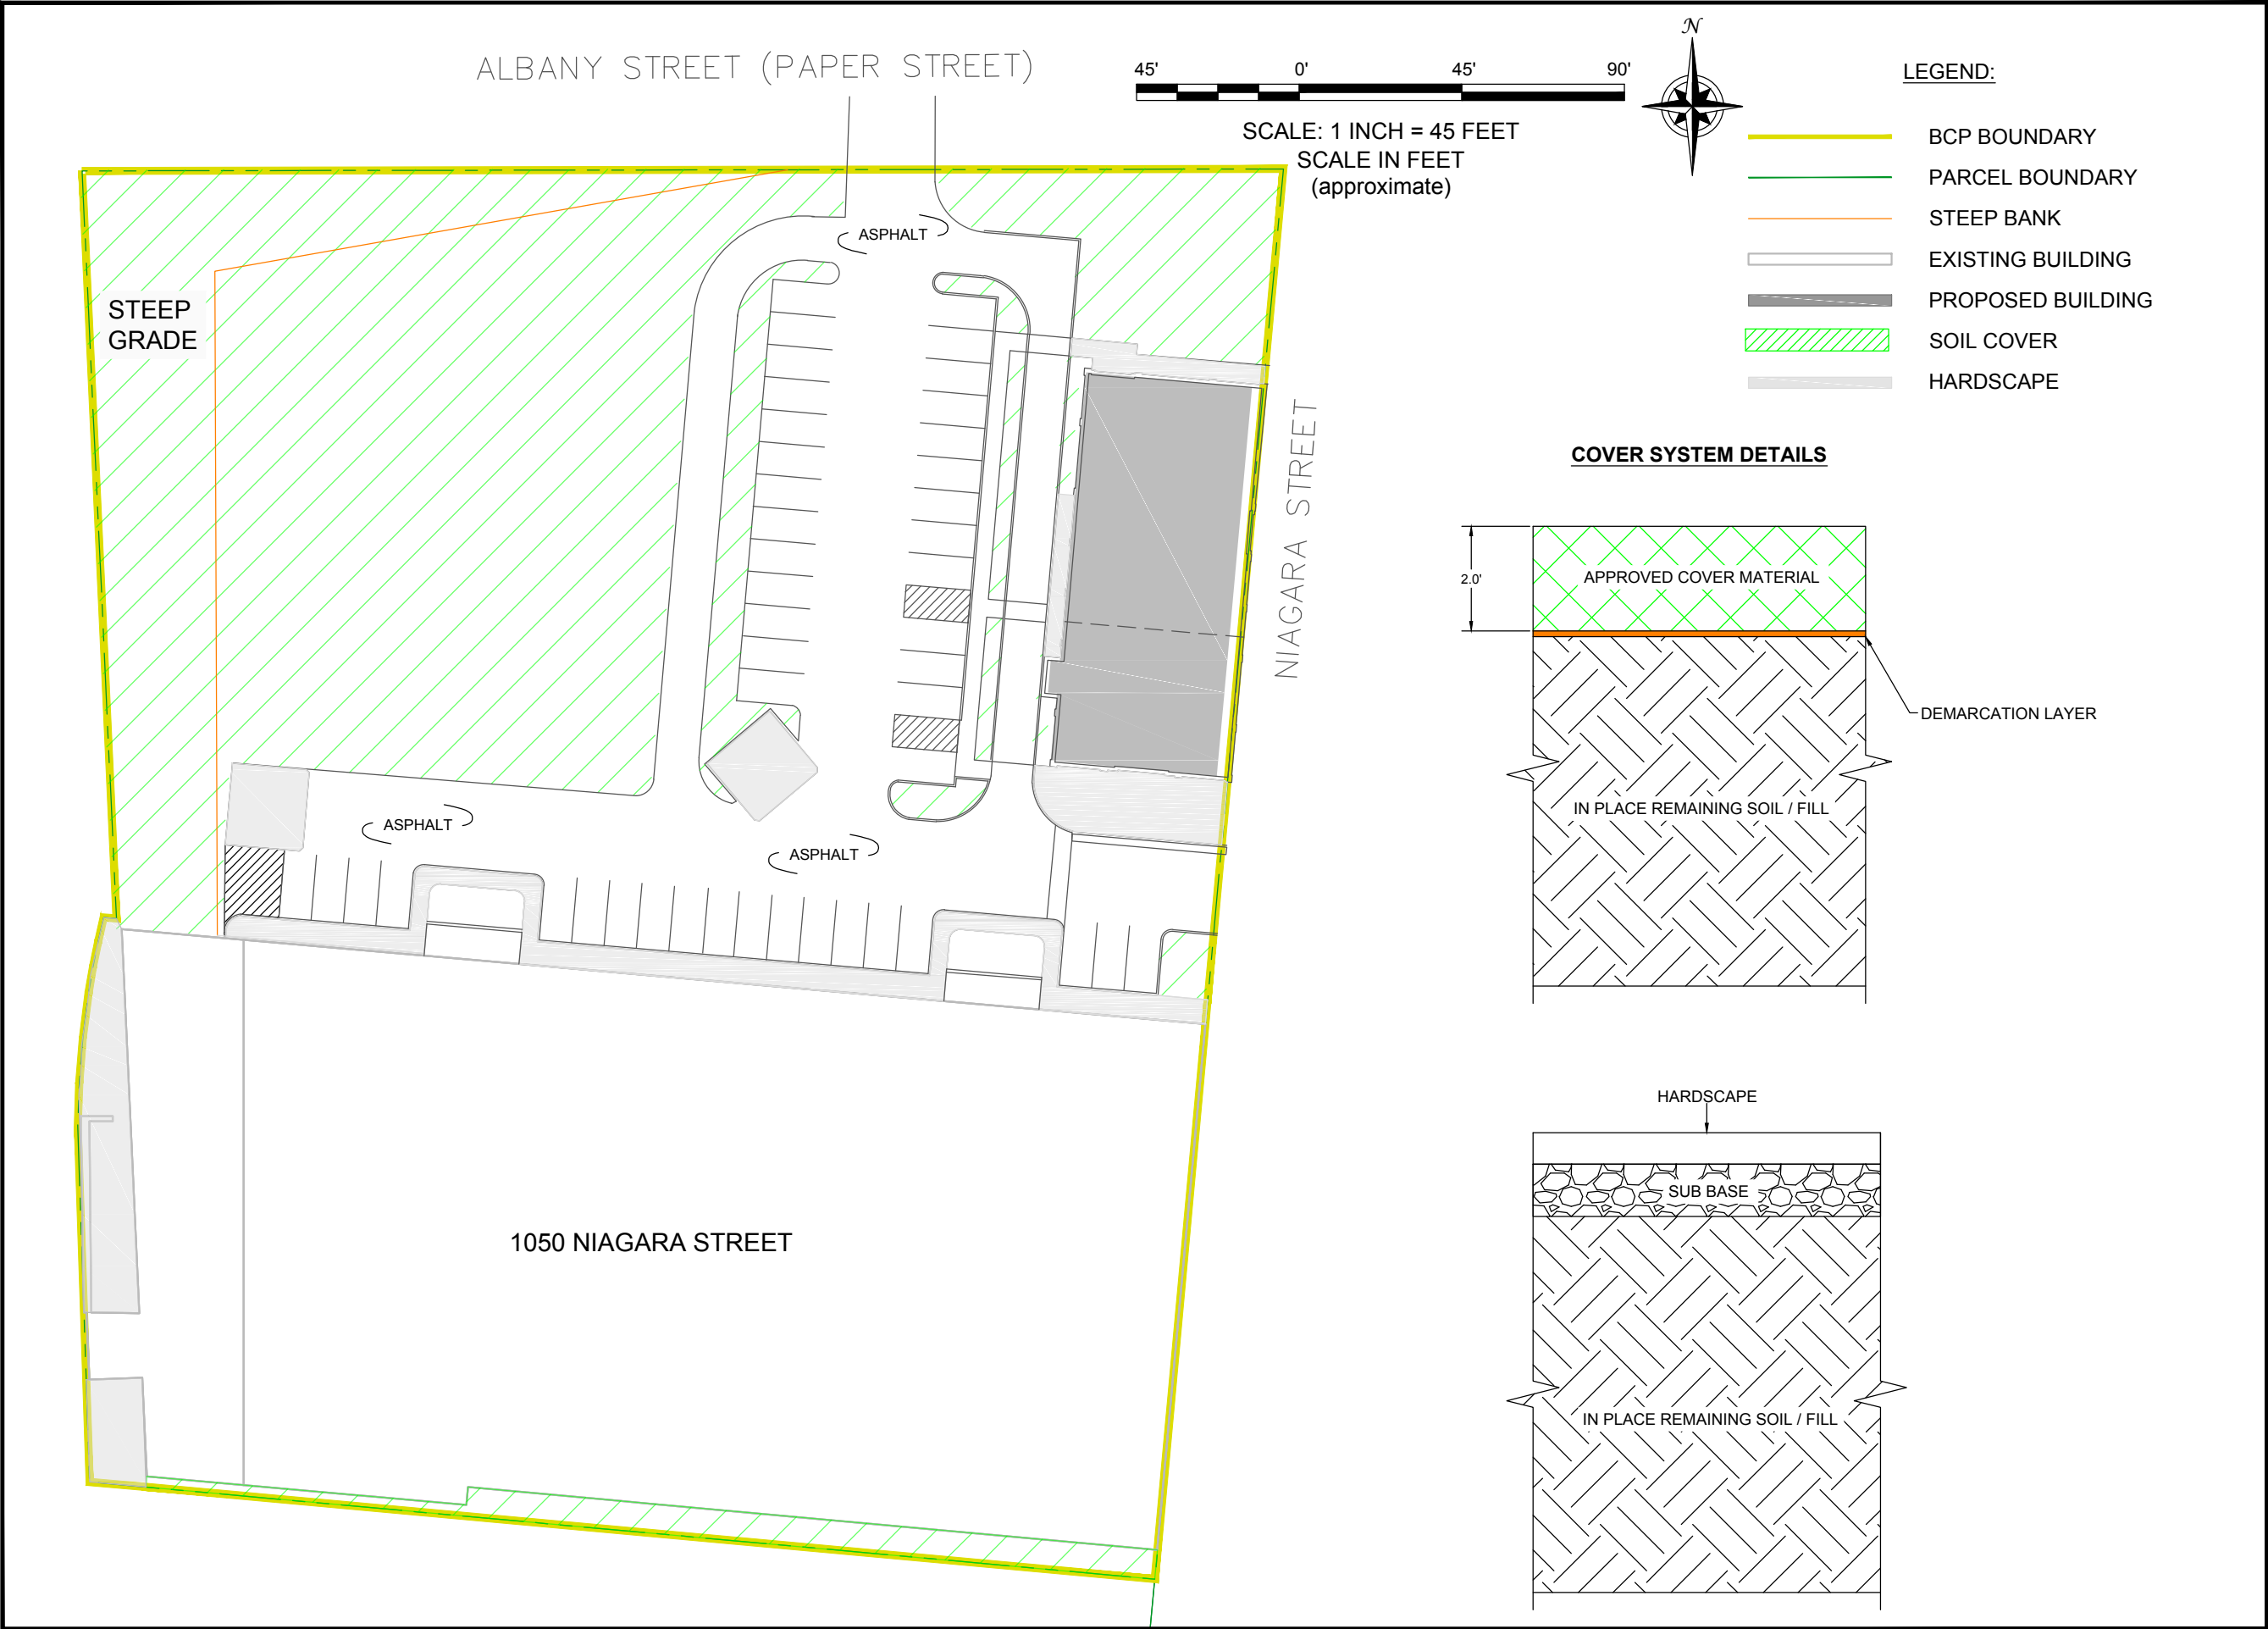 ALBANY STREET (PAPER STREET)
45' 0' 45' 90'
SCALE: 1 INCH = 45 FEET
SCALE IN FEET
(approximate)
N
LEGEND:
BCP BOUNDARY
PARCEL BOUNDARY
STEEP BANK
EXISTING BUILDING
PROPOSED BUILDING
SOIL COVER
HARDSCAPE
ASPHALT
STEEP
GRADE
NIAGARA STREET
ASPHALT
ASPHALT
1050 NIAGARA STREET
COVER SYSTEM DETAILS
2.0'
APPROVED COVER MATERIAL
DEMARCATION LAYER
IN PLACE REMAINING SOIL / FILL
HARDSCAPE
SUB BASE
IN PLACE REMAINING SOIL / FILL